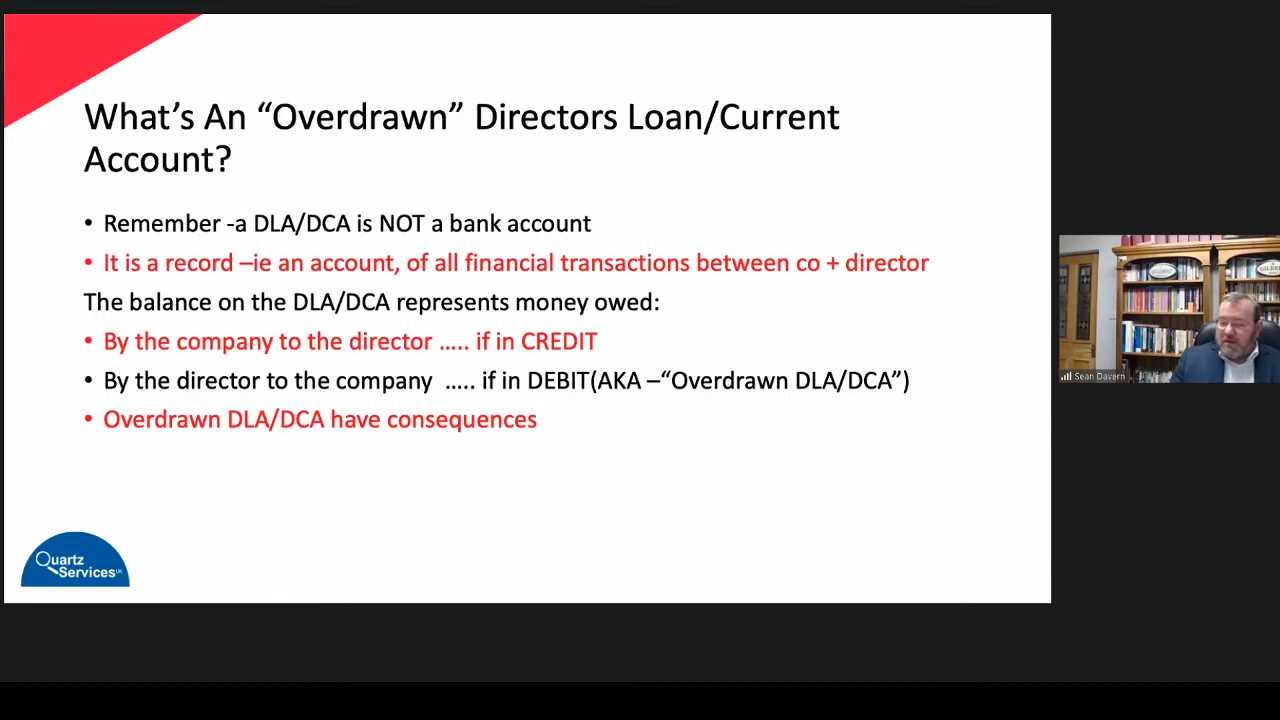 What’s An “Overdrawn” Directors Loan/Current
Account?
• Remember -a DLA/DCA is NOT a bank account
• It is a record –ie an account, of all financial transactions between co + director
The balance on the DLA/DCA represents money owed:
• By the company to the director ….. if in CREDIT
• By the director to the company ….. if in DEBIT(AKA –“Overdrawn DLA/DCA”)
• Overdrawn DLA/DCA have consequences
Quartz
Services UK
Sean Davern